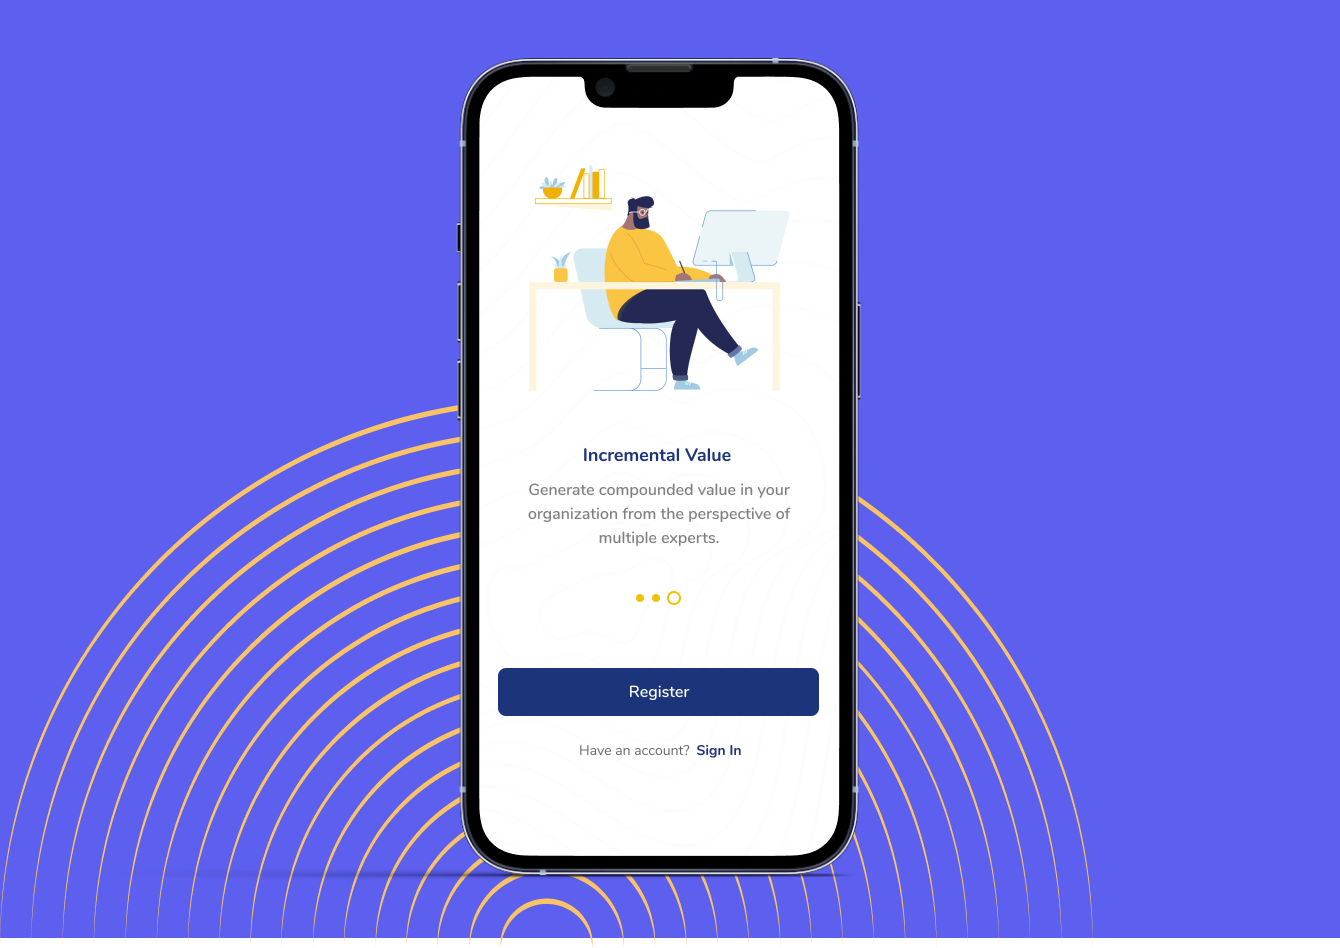 Incremental Value
Generate compounded value in your
organization from the perspective of
multiple experts.
Register
Have an account? Sign In